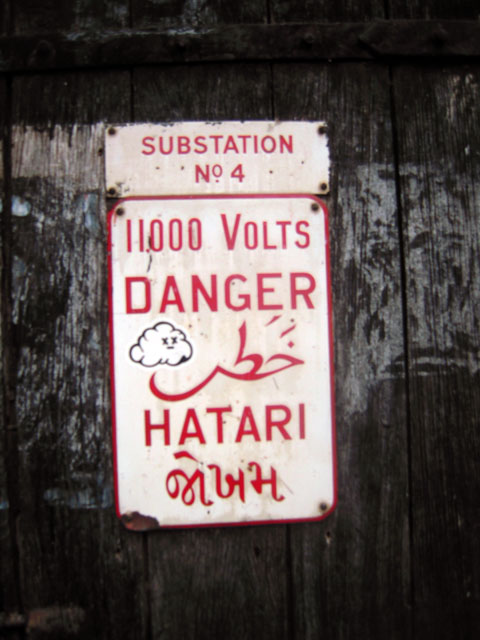 SUBSTATION
Nº 4
11000 VOLTS
DANGER
خطر
HATARI
જોખમ